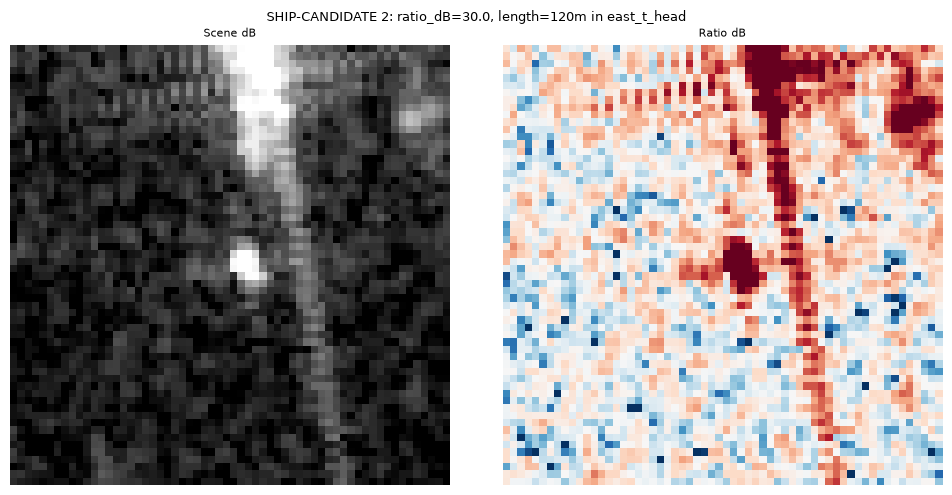 SHIP-CANDIDATE 2: ratio_dB=30.0, length=120m in east_t_head
Scene dB
Ratio dB